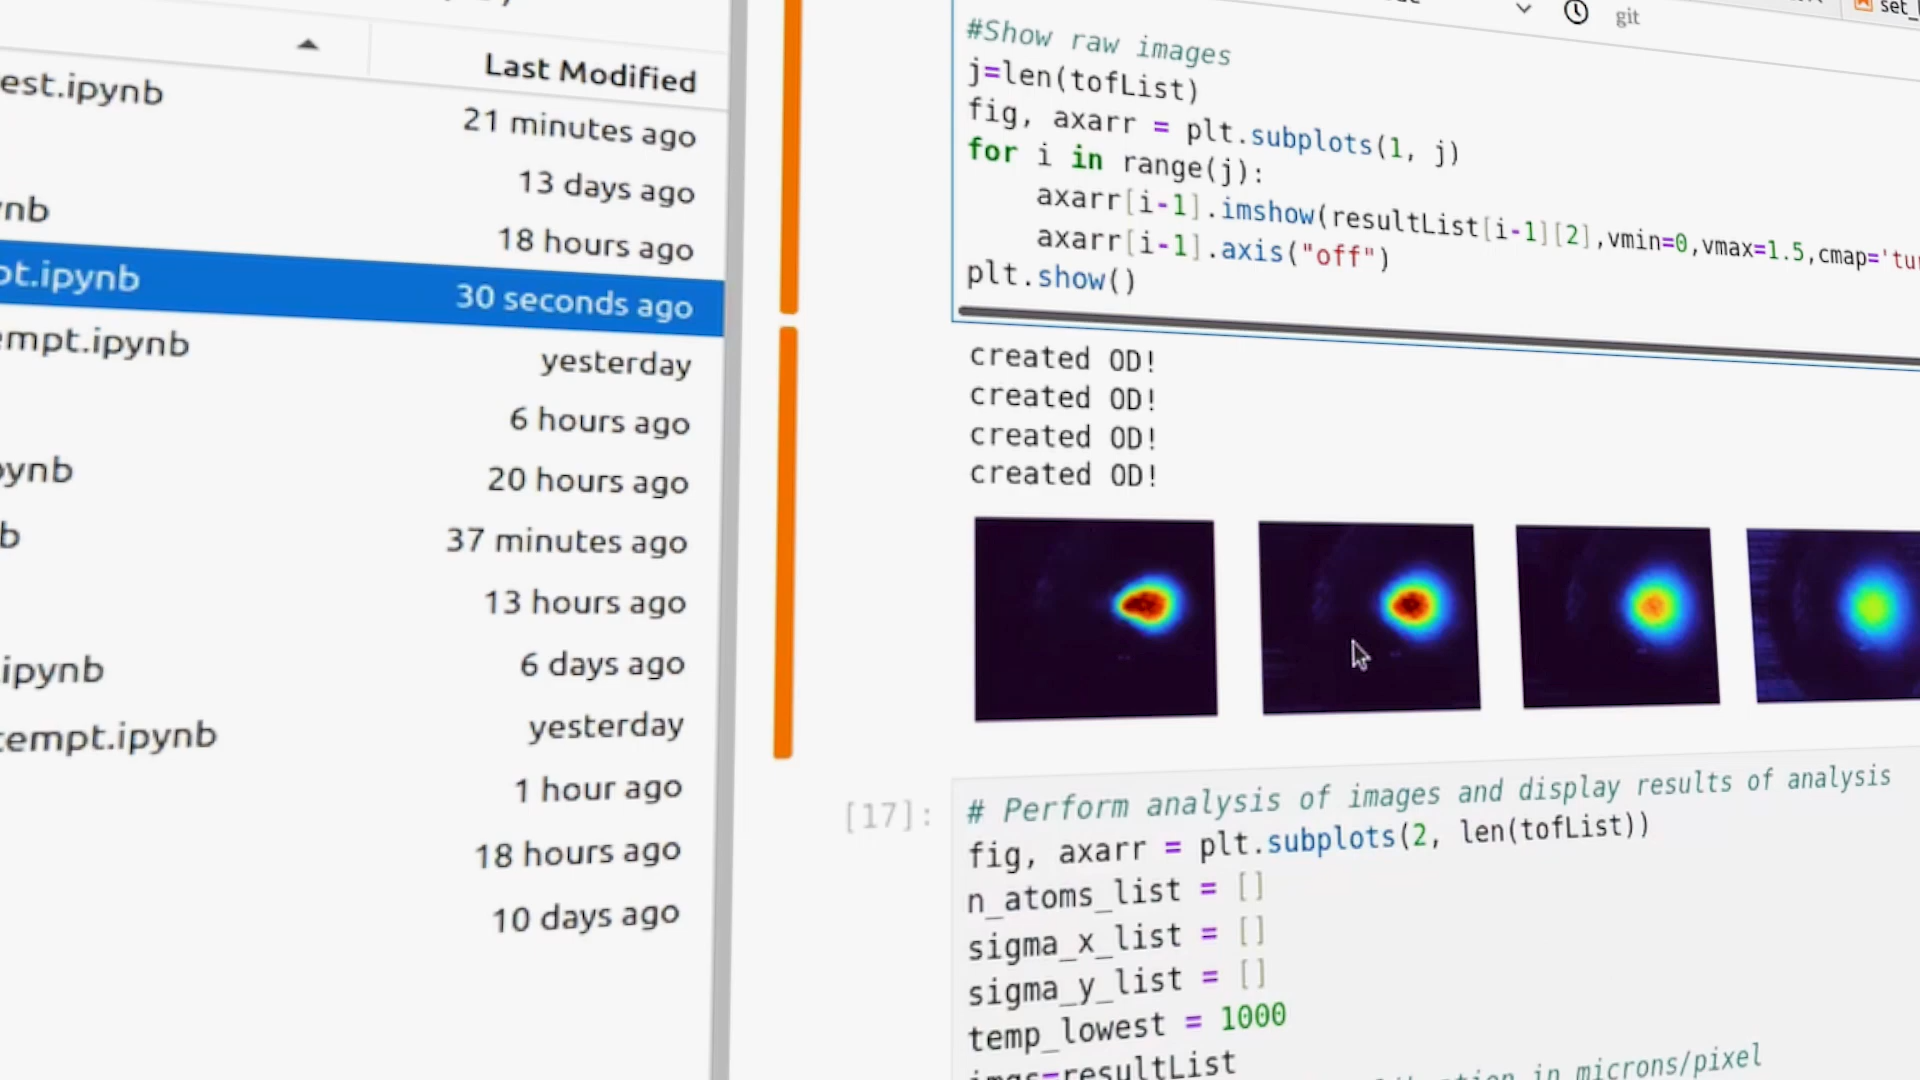 Last Modified
est.ipynb
21 minutes ago
13 days ago
ynb
18 hours ago
pt.ipynb
30 seconds ago
empt.ipynb
yesterday
6 hours ago
pynb
20 hours ago
b
37 minutes ago
13 hours ago
.ipynb
6 days ago
tempt.ipynb
yesterday
1 hour ago
18 hours ago
10 days ago
git
set_
#Show raw images
j=len(tofList)
fig, axarr = plt.subplots(1, j)
for i in range(j):
axarr[i-1].imshow(resultList[i-1][2],vmin=0,vmax=1.5,cmap='tur
axarr[i-1].axis("off")
plt.show()
created OD!
created OD!
created OD!
created OD!
[17]:
# Perform analysis of images and display results of analysis
fig, axarr = plt.subplots(2, len(tofList))
n_atoms_list = []
sigma_x_list = []
sigma_y_list = []
temp_lowest = 1000
imgs=resultList
in microns/pixel